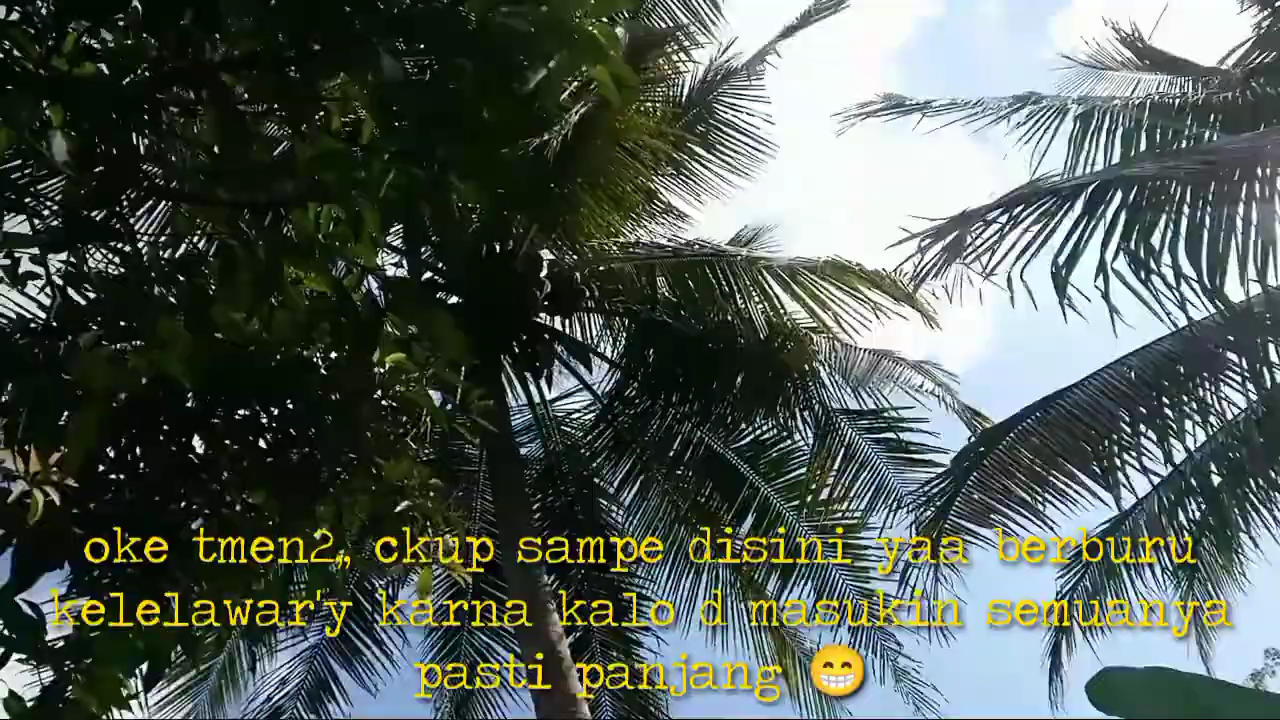 oke tmen2,, ckup sampe disini yaa berburu
kelelawar'y karna kalo d masukin semuanya
pasti panjang 😁